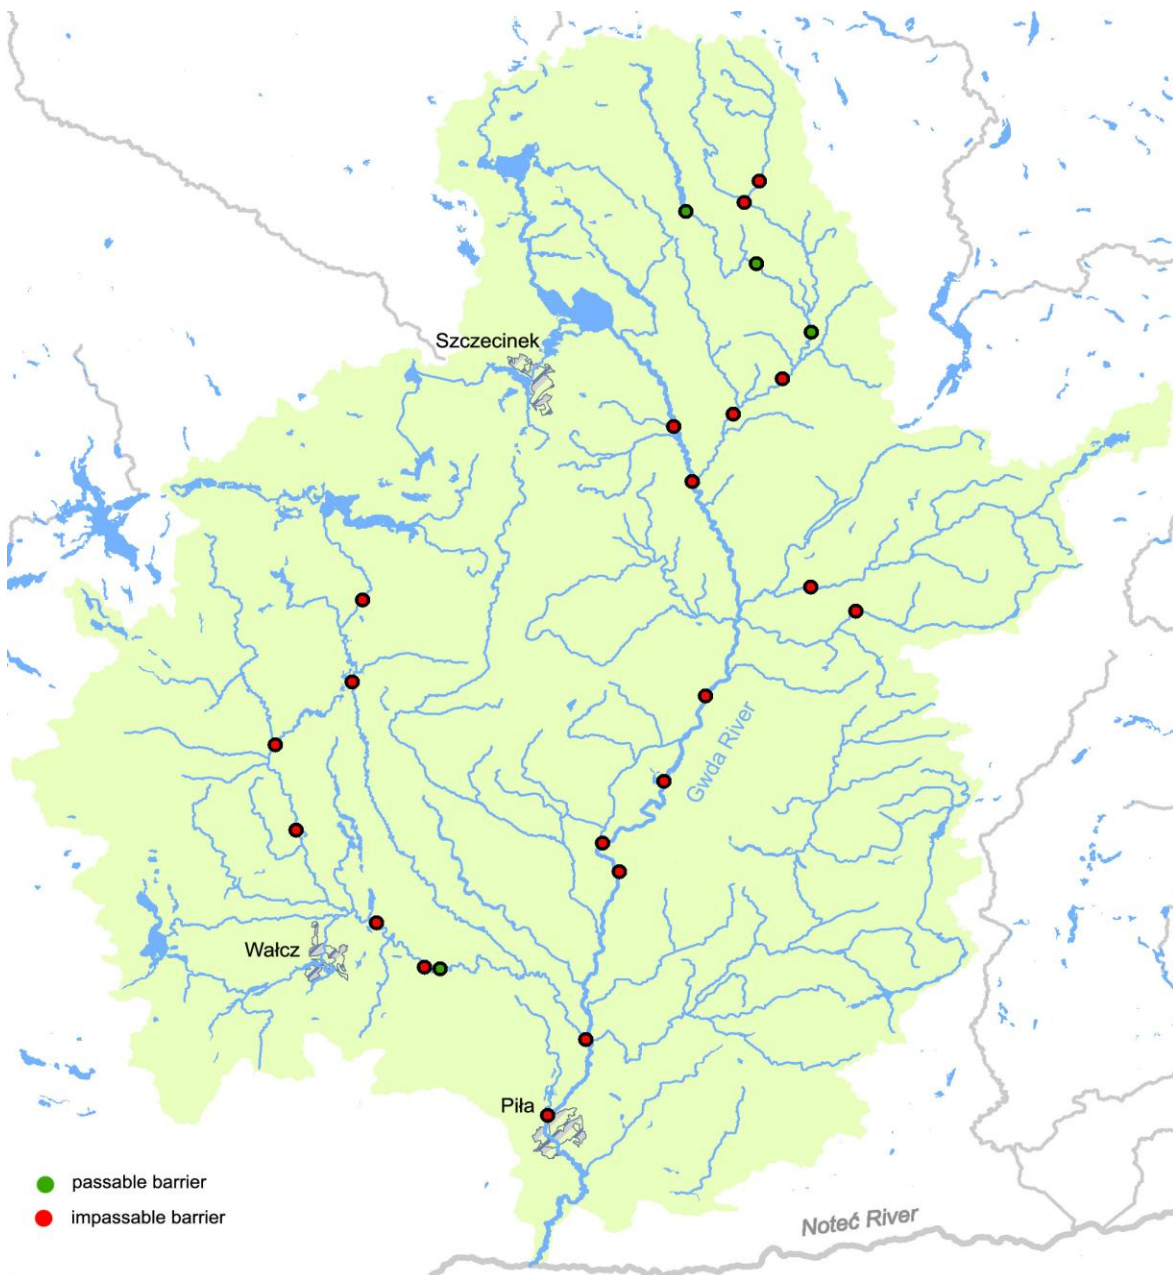 Szczecinek
Gwda River
Wałcz
Piła
passable barrier
impassable barrier
Noteć River